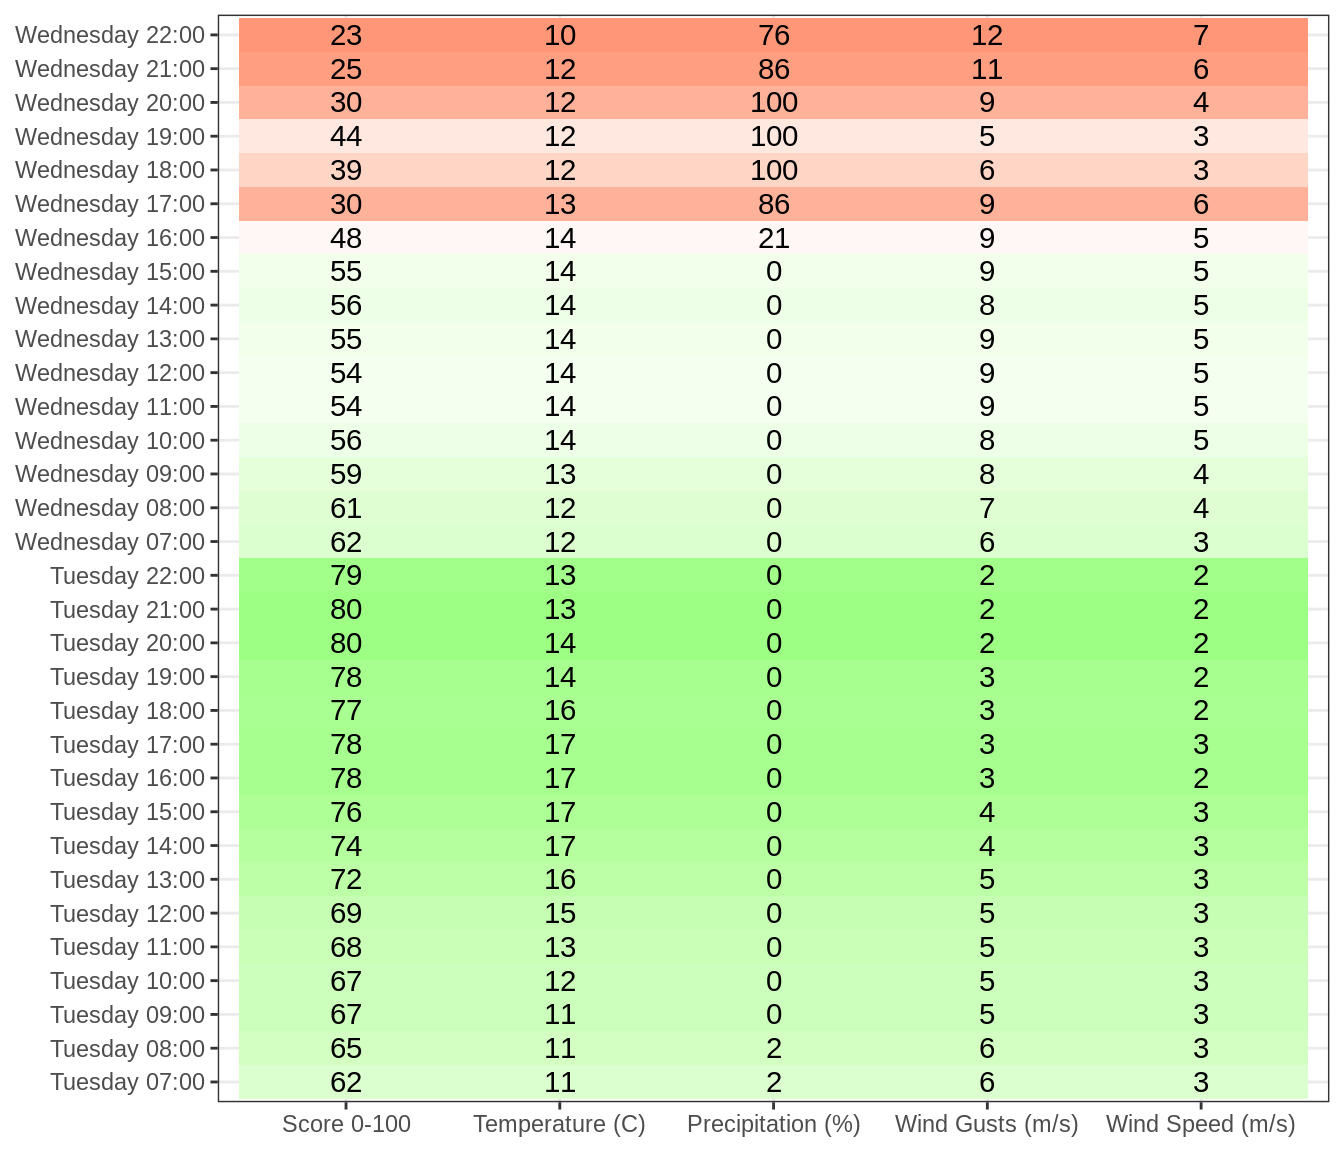 Wednesday 22:00 23 10 76 12 7
Wednesday 21:00 25 12 86 11 6
Wednesday 20:00 30 12 100 9 4
Wednesday 19:00 44 12 100 5 3
Wednesday 18:00 39 12 100 6 3
Wednesday 17:00 30 13 86 9 6
Wednesday 16:00 48 14 21 9 5
Wednesday 15:00 55 14 0 9 5
Wednesday 14:00 56 14 0 8 5
Wednesday 13:00 55 14 0 9 5
Wednesday 12:00 54 14 0 9 5
Wednesday 11:00 54 14 0 9 5
Wednesday 10:00 56 14 0 8 5
Wednesday 09:00 59 13 0 8 4
Wednesday 08:00 61 12 0 7 4
Wednesday 07:00 62 12 0 6 3
Tuesday 22:00 79 13 0 2 2
Tuesday 21:00 80 13 0 2 2
Tuesday 20:00 80 14 0 2 2
Tuesday 19:00 78 14 0 3 2
Tuesday 18:00 77 16 0 3 2
Tuesday 17:00 78 17 0 3 3
Tuesday 16:00 78 17 0 3 2
Tuesday 15:00 76 17 0 4 3
Tuesday 14:00 74 17 0 4 3
Tuesday 13:00 72 16 0 5 3
Tuesday 12:00 69 15 0 5 3
Tuesday 11:00 68 13 0 5 3
Tuesday 10:00 67 12 0 5 3
Tuesday 09:00 67 11 0 5 3
Tuesday 08:00 65 11 2 6 3
Tuesday 07:00 62 11 2 6 3
Score 0-100 Temperature (C) Precipitation (%) Wind Gusts (m/s) Wind Speed (m/s)